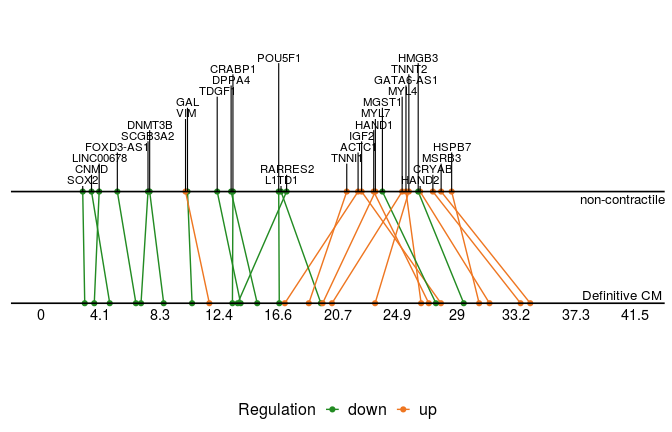 POU5F1
HMGB3
CRABP1
TNNT2
DPPA4
GATA6-AS1
TDGF1
MYL4
GAL
MGST1
VIM
MYL7
DNMT3B
HAND1
SCGB3A2
IGF2
FOXD3-AS1
ACTC1
HSPB7
LINC00678
TNNI1
MSRB3
CNMD
RARRES2
CRYAB
SOX2
L1TD1
HAND2
non-contractile
Definitive CM
0 4.1 8.3 12.4 16.6 20.7 24.9 29 33.2 37.3 41.5
Regulation down up